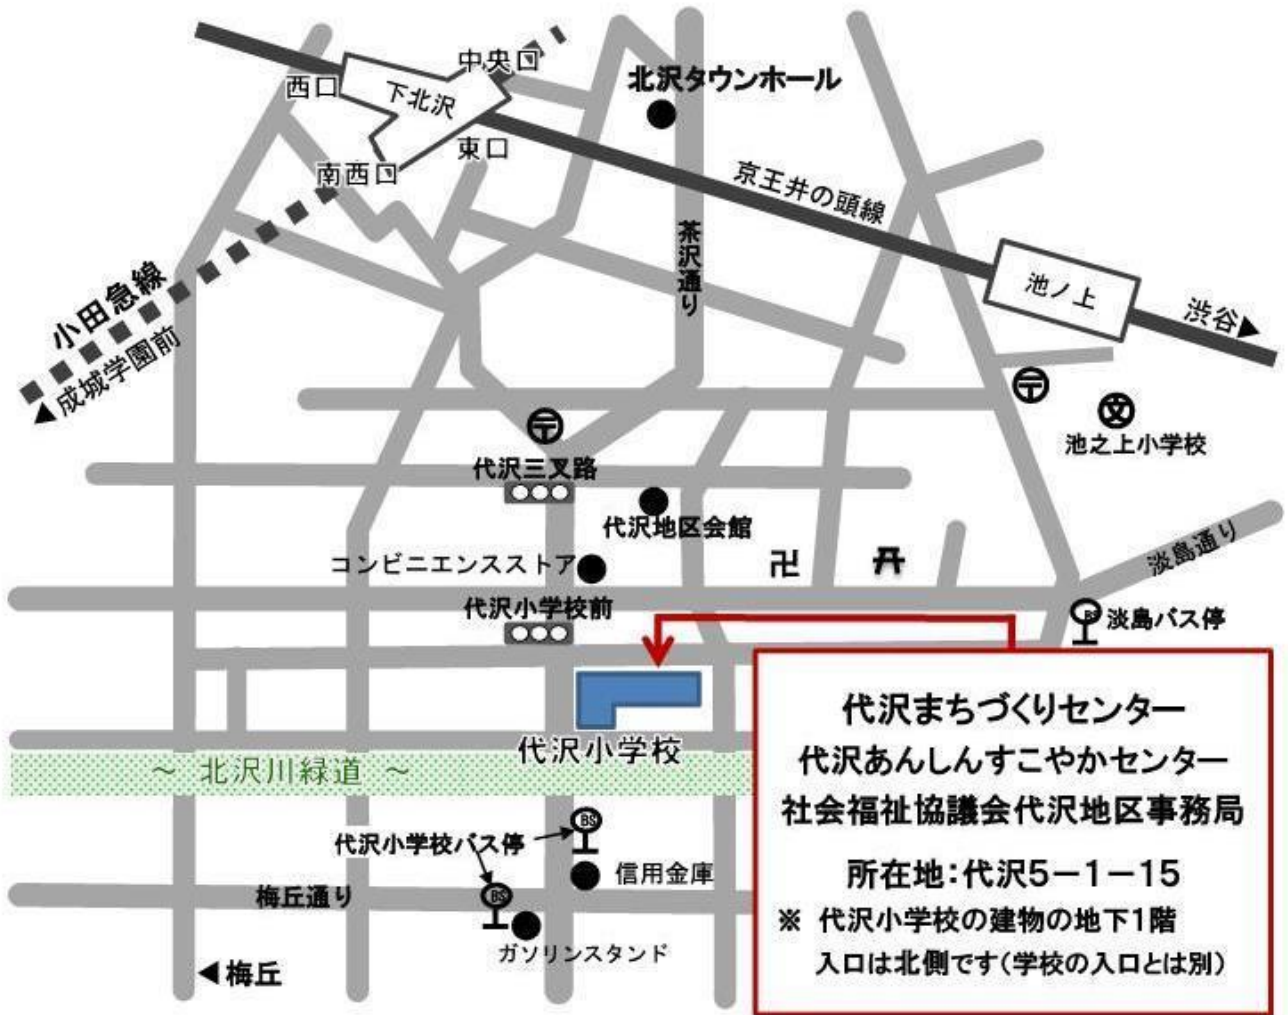 中央口
西口
下北沢
北沢タウンホール
東口
南西口
京王井の頭線
茶沢通り
池ノ上
渋谷▶
小田急線
◀成城学園前
〒
〒
文
池之上小学校
代沢三叉路
代沢地区会館
コンビニエンスストア
卍
淡島通り
代沢小学校前
BS
淡島バス停
代沢小学校
~ 北沢川緑道 ~
代沢まちづくりセンター
代沢あんしんすこやかセンター
社会福祉協議会代沢地区事務局
所在地:代沢5-1-15
※ 代沢小学校の建物の地下1階
入口は北側です(学校の入口とは別)
代沢小学校バス停
BS
BS
信用金庫
梅丘通り
ガソリンスタンド
◀梅丘